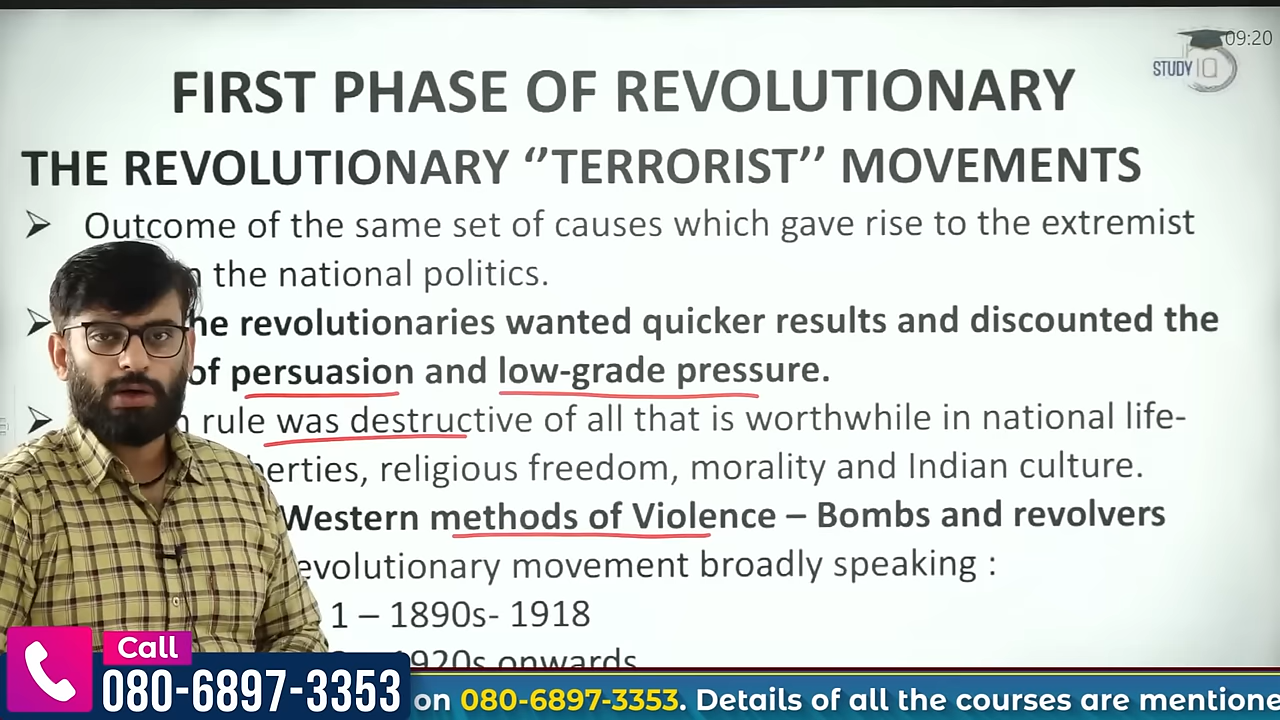 09:20
STUDY IQ
FIRST PHASE OF REVOLUTIONARY
THE REVOLUTIONARY ‘’TERRORIST’’ MOVEMENTS
Outcome of the same set of causes which gave rise to the extremist
the national politics.
revolutionaries wanted quicker results and discounted the
of persuasion and low-grade pressure.
rule was destructive of all that is worthwhile in national life-
religious freedom, morality and Indian culture.
Western methods of Violence – Bombs and revolvers
movement broadly speaking :
1 – 1890s- 1918
onwards
Call
080-6897-3353
on 080-6897-3353. Details of all the courses are mentione